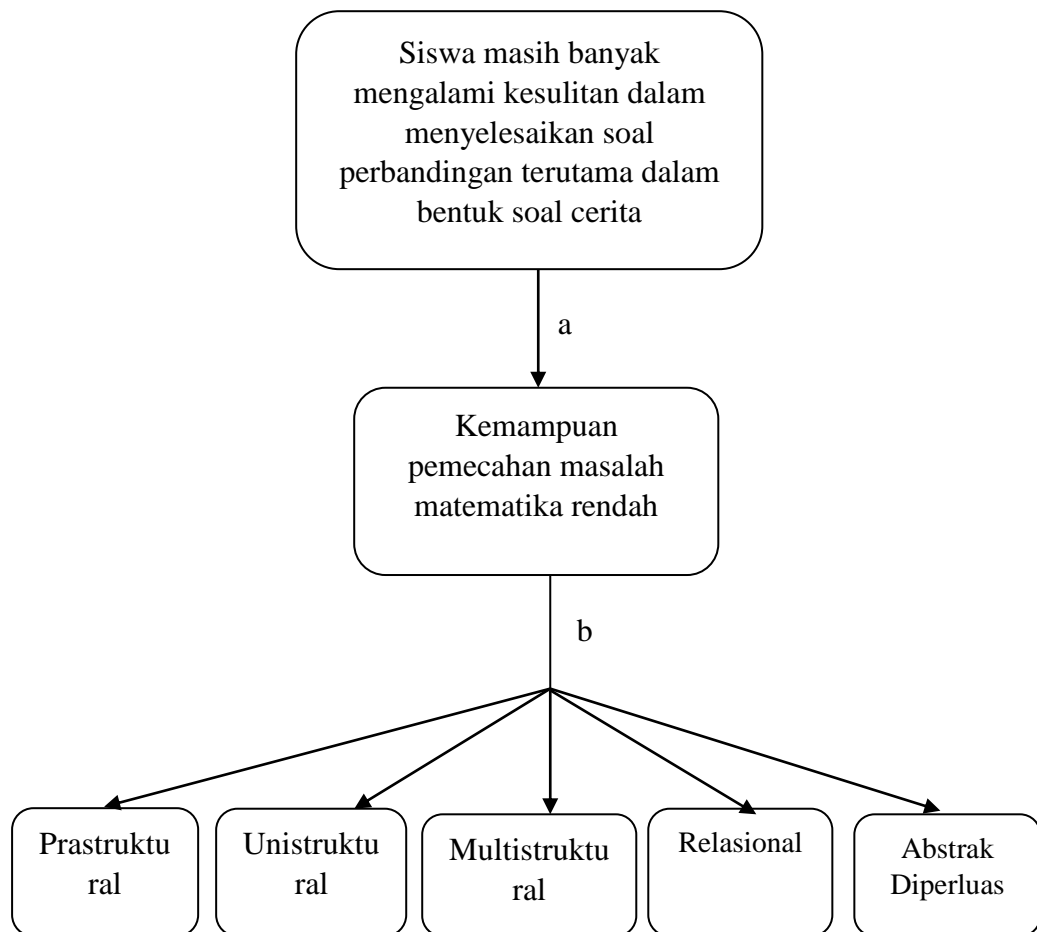 Siswa masih banyak
mengalami kesulitan dalam
menyelesaikan soal
perbandingan terutama dalam
bentuk soal cerita
a
Kemampuan
pemecahan masalah
matematika rendah
b
Prastruktu
ral
Unistruktu
ral
Multistruktu
ral
Relasional
Abstrak
Diperluas